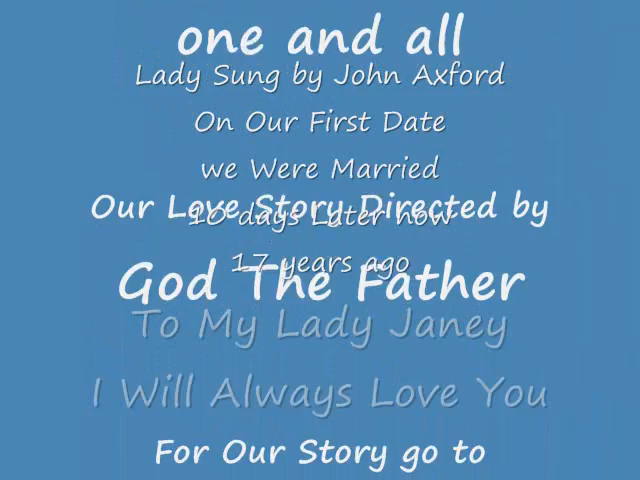 one and all
Lady Sung by John Axford
On Our First Date
we Were Married
Our Love Story Directed by
10 days Later now
17 years ago
God The Father
To My Lady Janey
I Will Always Love You
For Our Story go to